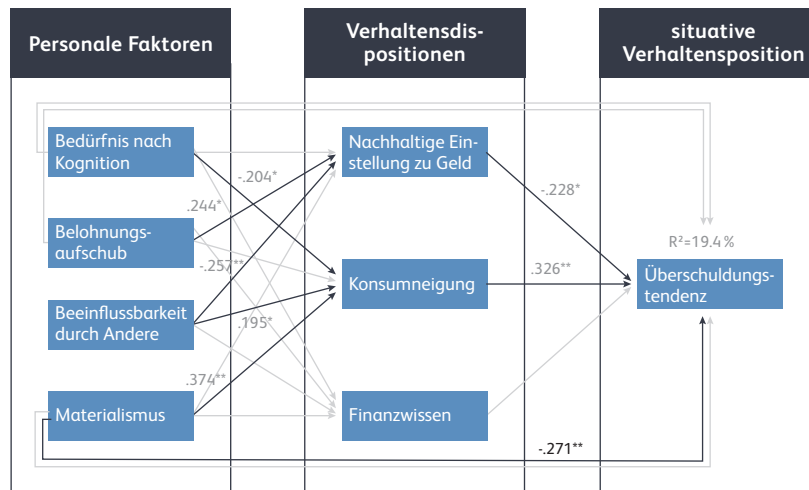 Personale Faktoren
Verhaltensdis-
positionen
situative
Verhaltensposition
Bedürfnis nach
Kognition
Nachhaltige Ein-
stellung zu Geld
-.204*
-.228*
.244*
Belohnungs-
aufschub
R²=19.4 %
-.257**
Konsumneigung
.326**
Überschuldungs-
tendenz
Beeinflussbarkeit
durch Andere
.195*
.374**
Materialismus
Finanzwissen
-.271**